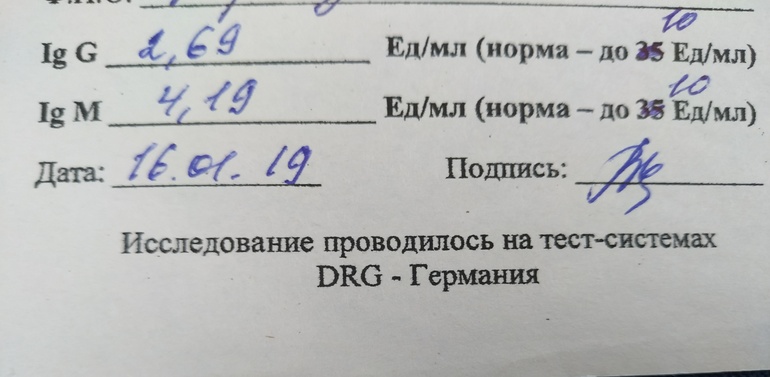 Ф.И.О.
Ig G 2,69 Ед/мл (норма – до 35 10 Ед/мл)
Ig M 4,19 Ед/мл (норма – до 35 10 Ед/мл)
Дата: 16.01.19 Подпись:
Исследование проводилось на тест-системах
DRG - Германия